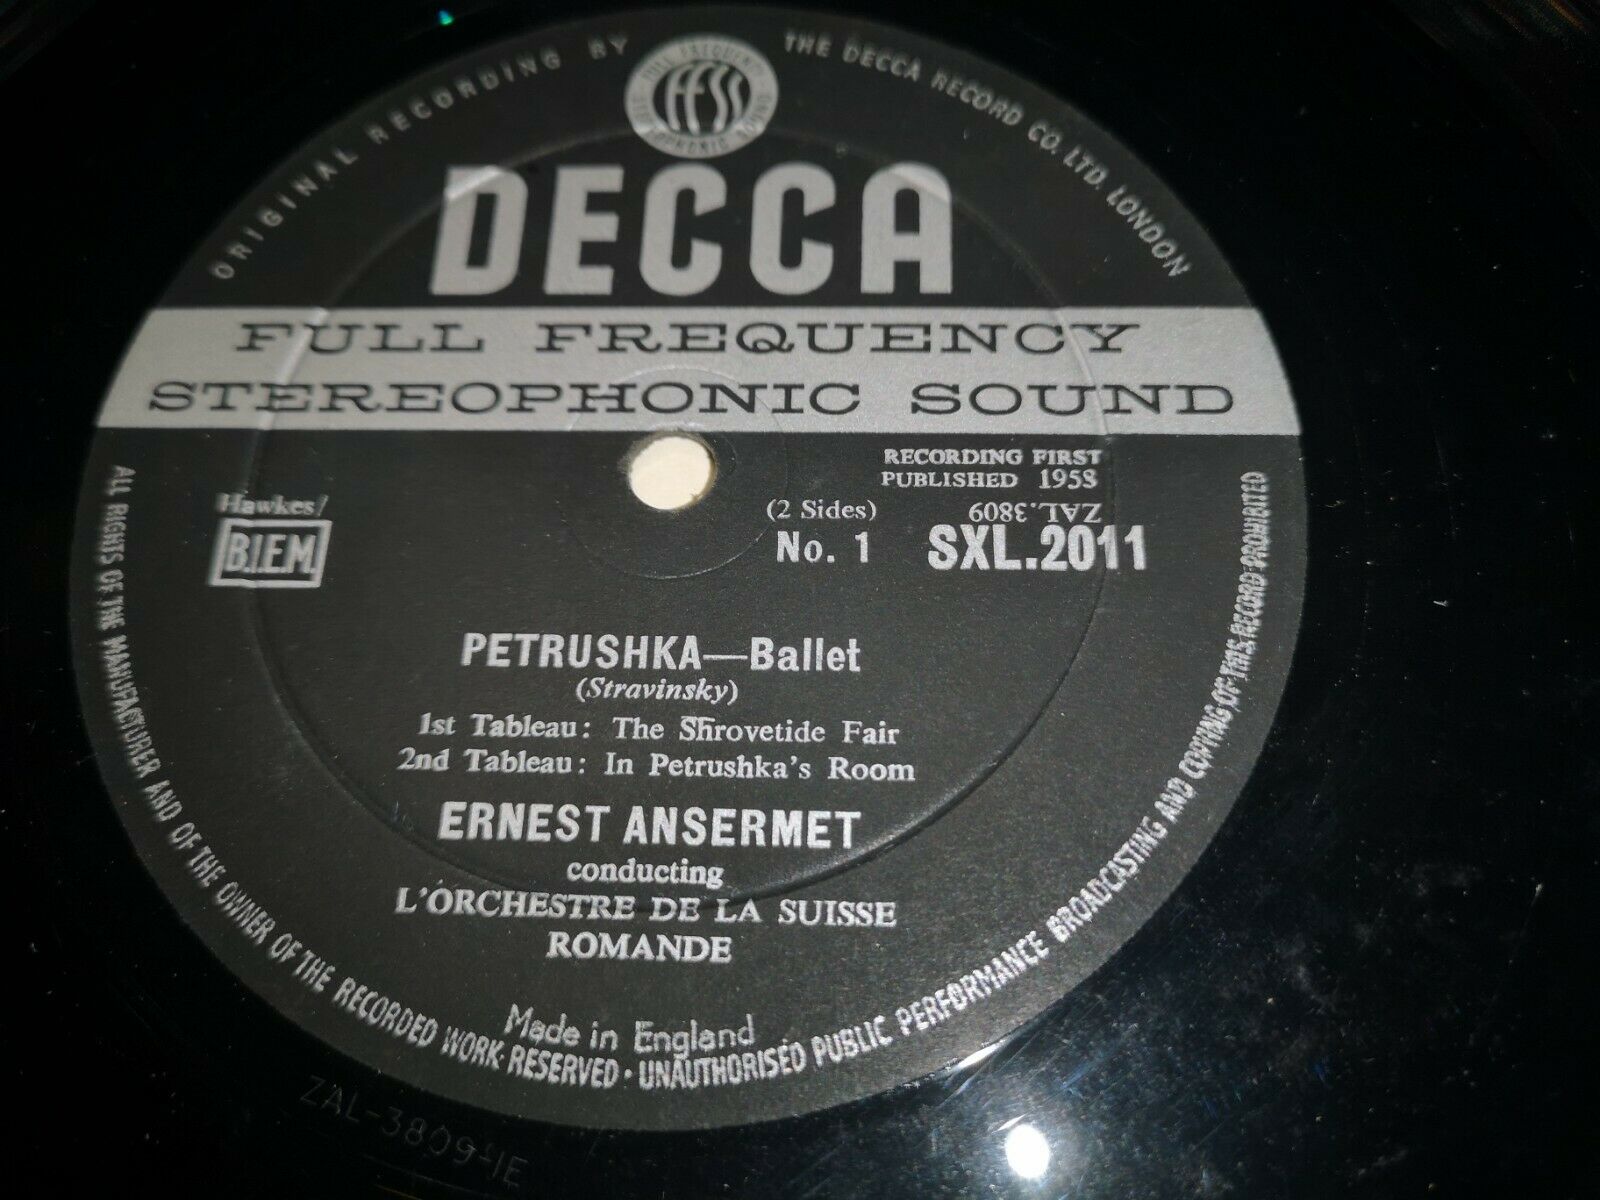 ORIGINAL RECORDING BY THE DECCA RECORD CO. LTD. LONDON
FULL FREQUENCY STEREOPHONIC SOUND
FFSS
DECCA
FULL FREQUENCY
STEREOPHONIC SOUND
RECORDING FIRST
PUBLISHED 1958
Hawkes/
B.I.E.M.
(2 Sides)
ZAL.3809
No. 1
SXL.2011
PETRUSHKA—Ballet
(Stravinsky)
1st Tableau: The Shrovetide Fair
2nd Tableau: In Petrushka's Room
ERNEST ANSERMET
conducting
L'ORCHESTRE DE LA SUISSE
ROMANDE
Made in England
ALL RIGHTS OF THE MANUFACTURER AND OF THE OWNER OF THE RECORDED WORK RESERVED · UNAUTHORISED PUBLIC PERFORMANCE BROADCASTING AND COPYING OF THIS RECORD PROHIBITED
ZAL-3809-1E